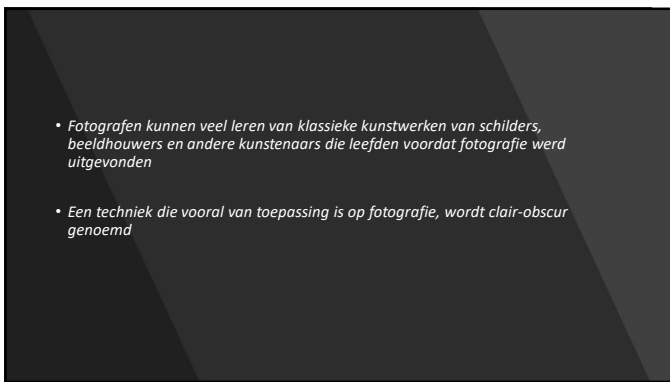 • Fotografen kunnen veel leren van klassieke kunstwerken van schilders,
beeldhouwers en andere kunstenaars die leefden voordat fotografie werd
uitgevonden
• Een techniek die vooral van toepassing is op fotografie, wordt clair-obscur
genoemd